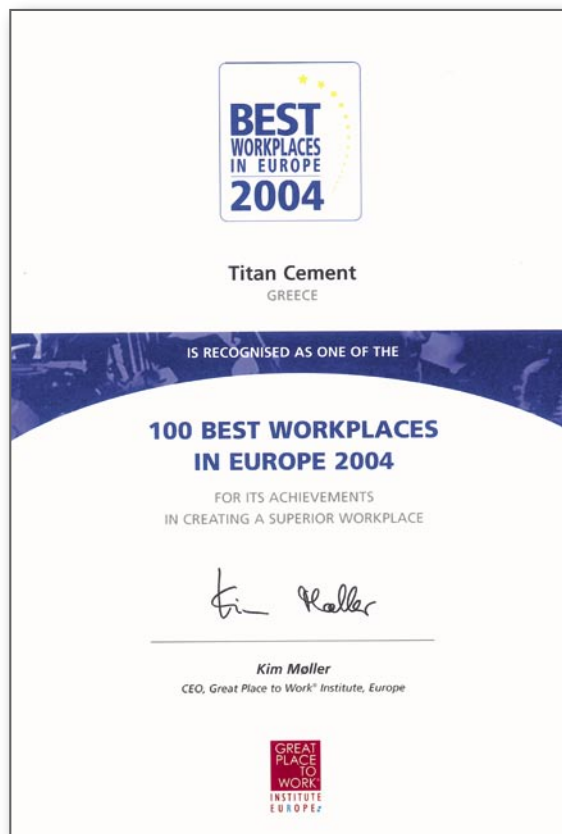 BEST
WORKPLACES
IN EUROPE
2004
Titan Cement
GREECE
IS RECOGNISED AS ONE OF THE
100 BEST WORKPLACES
IN EUROPE 2004
FOR ITS ACHIEVEMENTS
IN CREATING A SUPERIOR WORKPLACE
Kim Møller
Kim Møller
CEO, Great Place to Work® Institute, Europe
GREAT
PLACE
TO
WORK®
INSTITUTE
EUROPE